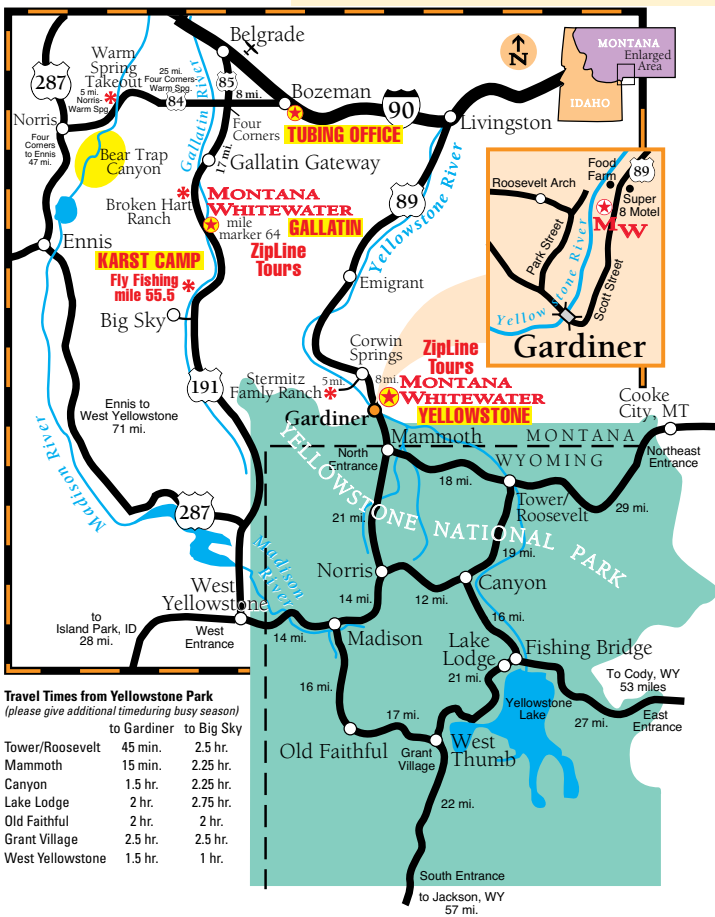 Belgrade
Warm
Spring
Takeout
25 mi.
Four Corners-
Warm Spg.
5 mi.
Norris-
Warm Spg.
287
84
85
8 mi.
Bozeman
90
TUBING OFFICE
Livingston
N
MONTANA
Enlarged
Area
IDAHO
Norris
Four
Corners
to Ennis
47 mi.
Bear Trap
Canyon
Gallatin River
Four
Corners
17 mi.
Gallatin Gateway
Broken Hart
Ranch
MONTANA
WHITEWATER
mile
marker 64
GALLATIN
ZipLine
Tours
89
Yellowstone River
Ennis
KARST CAMP
Fly Fishing
mile 55.5
Big Sky
Emigrant
Food
Farm
89
Roosevelt Arch
Super
8 Motel
MW
Park Street
Scott Street
Yellowstone River
Gardiner
191
Ennis to
West Yellowstone
71 mi.
Madison River
Corwin
Springs
Stermitz
Famly Ranch
5 mi.
8 mi.
ZipLine
Tours
MONTANA
WHITEWATER
YELLOWSTONE
Gardiner
Cooke
City, MT
Mammoth
North
Entrance
MONTANA
WYOMING
Northeast
Entrance
18 mi.
Tower/
Roosevelt
29 mi.
YELLOWSTONE NATIONAL PARK
21 mi.
19 mi.
287
Madison
River
Norris
Canyon
14 mi.
12 mi.
16 mi.
West
Yellowstone
to
Island Park, ID
28 mi.
West
Entrance
14 mi.
Madison
Lake
Lodge
Fishing Bridge
21 mi.
To Cody, WY
53 miles
16 mi.
Yellowstone
Lake
27 mi.
East
Entrance
17 mi.
Old Faithful
Grant
Village
West
Thumb
22 mi.
South Entrance
to Jackson, WY
57 mi.
Travel Times from Yellowstone Park
(please give additional timeduring busy season)
to Gardiner to Big Sky
Tower/Roosevelt 45 min. 2.5 hr.
Mammoth 15 min. 2.25 hr.
Canyon 1.5 hr. 2.25 hr.
Lake Lodge 2 hr. 2.75 hr.
Old Faithful 2 hr. 2 hr.
Grant Village 2.5 hr. 2.5 hr.
West Yellowstone 1.5 hr. 1 hr.